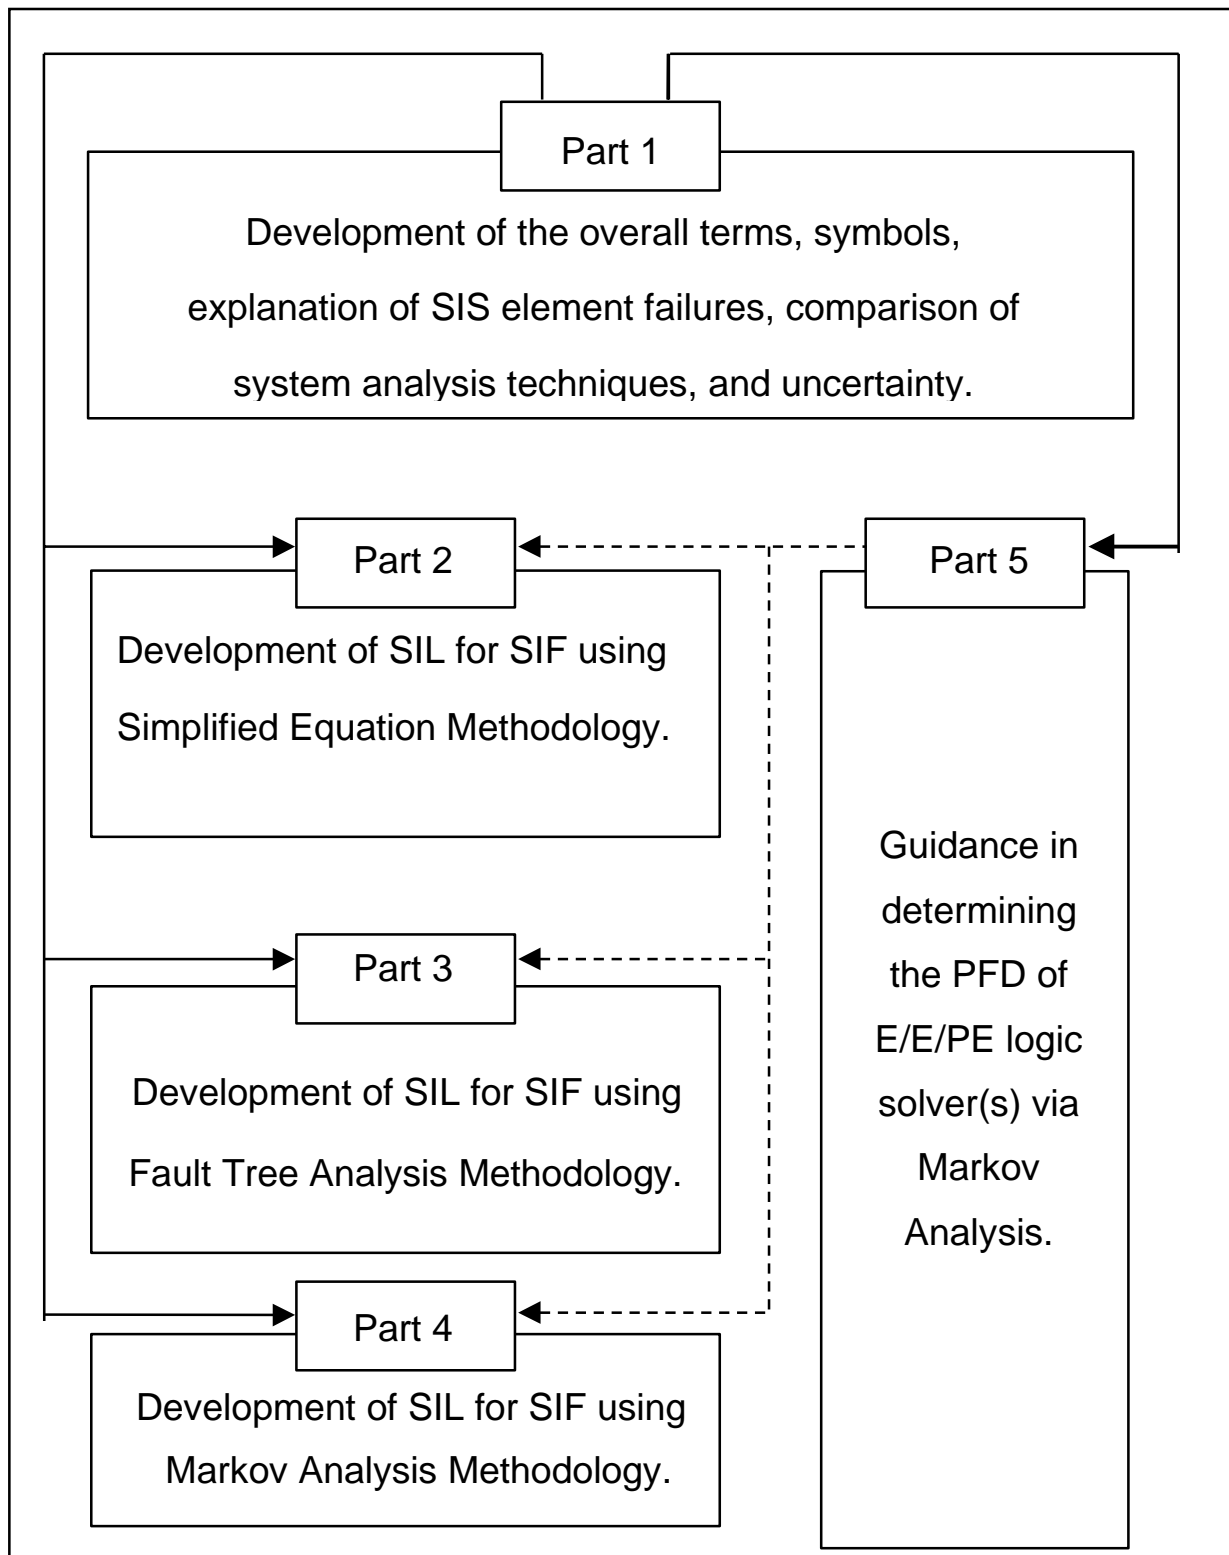 Part 1
Development of the overall terms, symbols,
explanation of SIS element failures, comparison of
system analysis techniques, and uncertainty.
Part 2
Development of SIL for SIF using
Simplified Equation Methodology.
Part 3
Development of SIL for SIF using
Fault Tree Analysis Methodology.
Part 4
Development of SIL for SIF using
Markov Analysis Methodology.
Part 5
Guidance in
determining
the PFD of
E/E/PE logic
solver(s) via
Markov
Analysis.